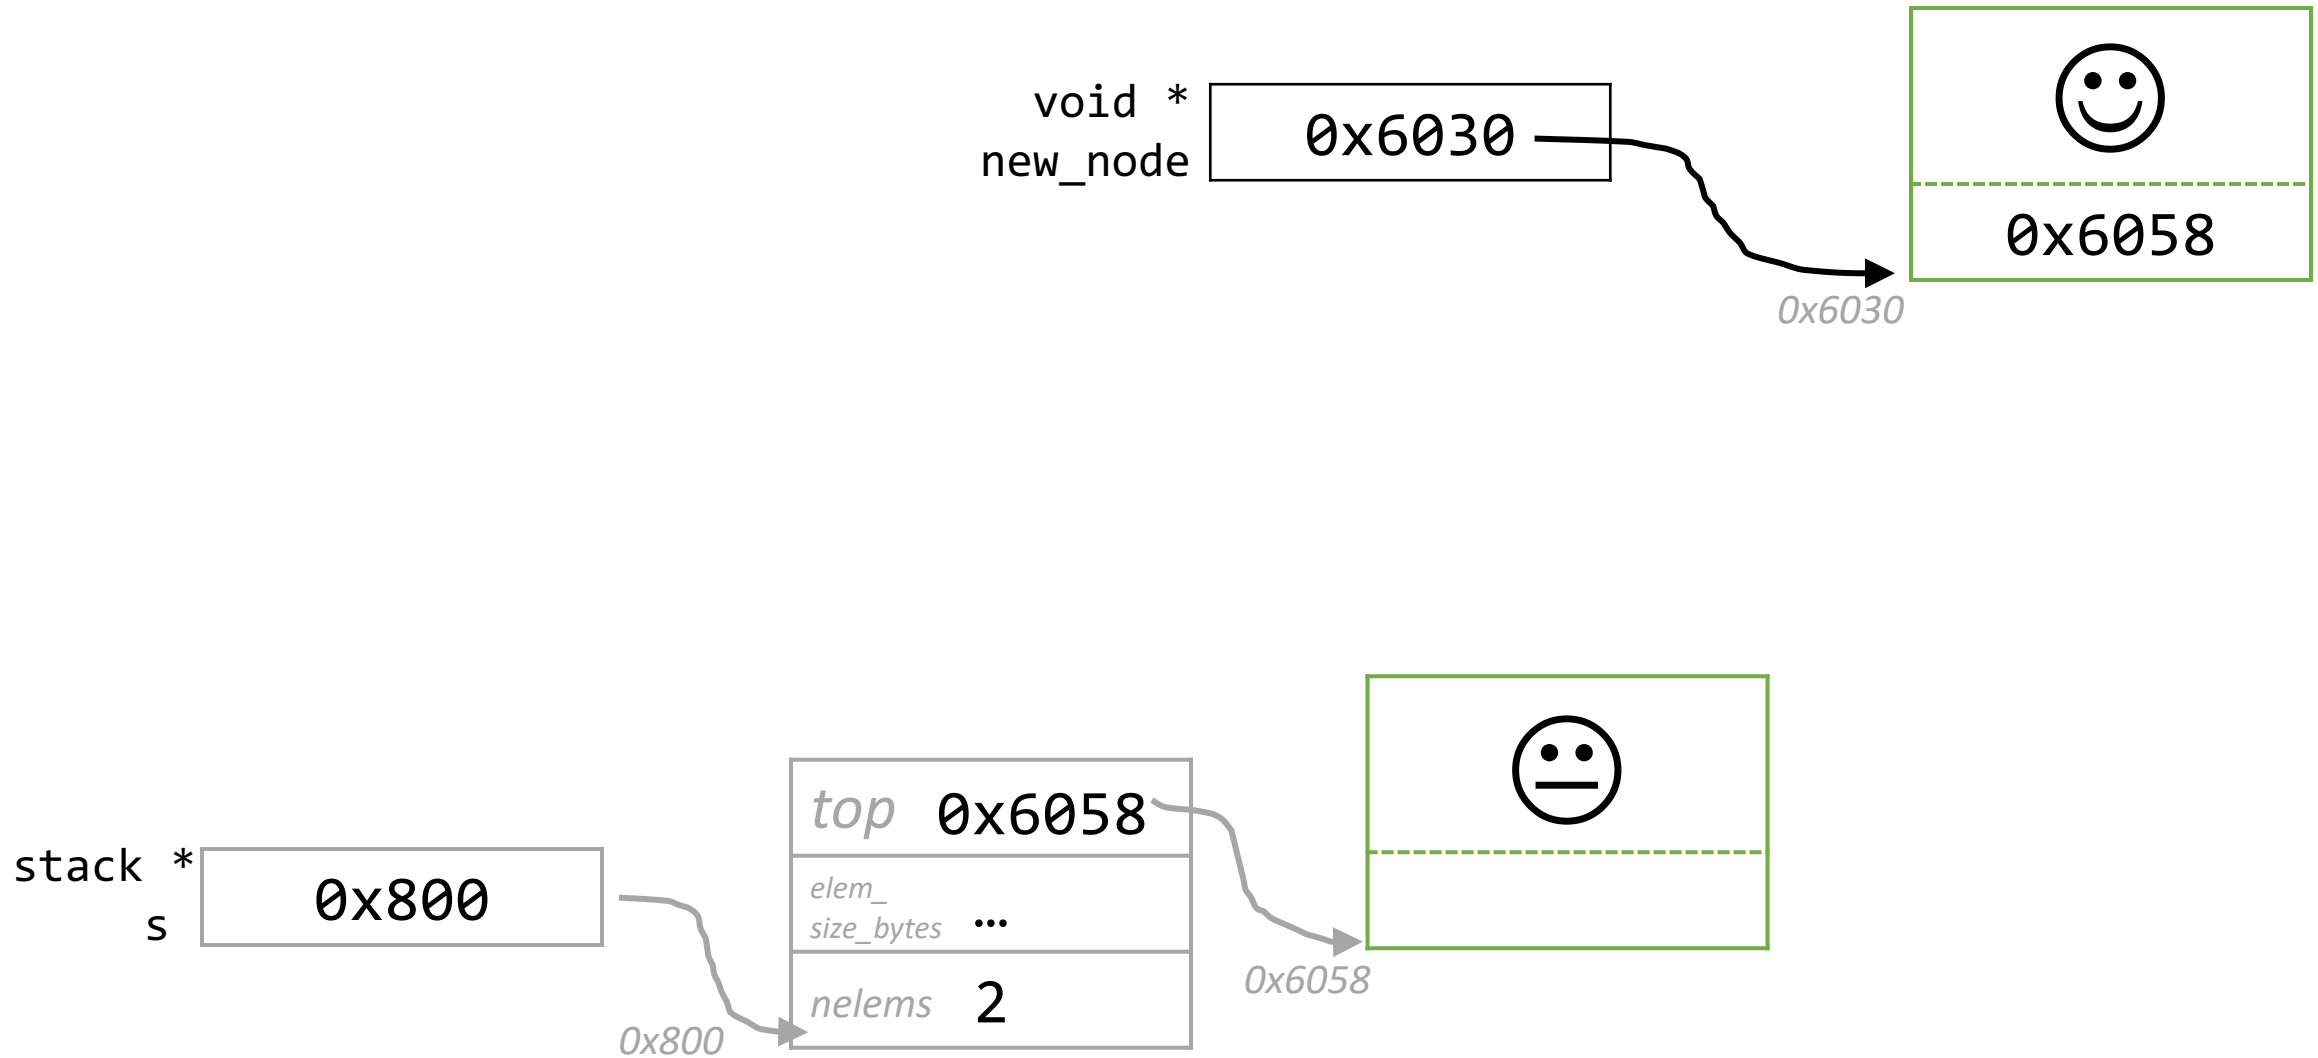 void *
new_node
0x6030
0x6058
0x6030
stack *
s
0x800
0x800
top 0x6058
elem_
size_bytes …
nelems 2
0x6058